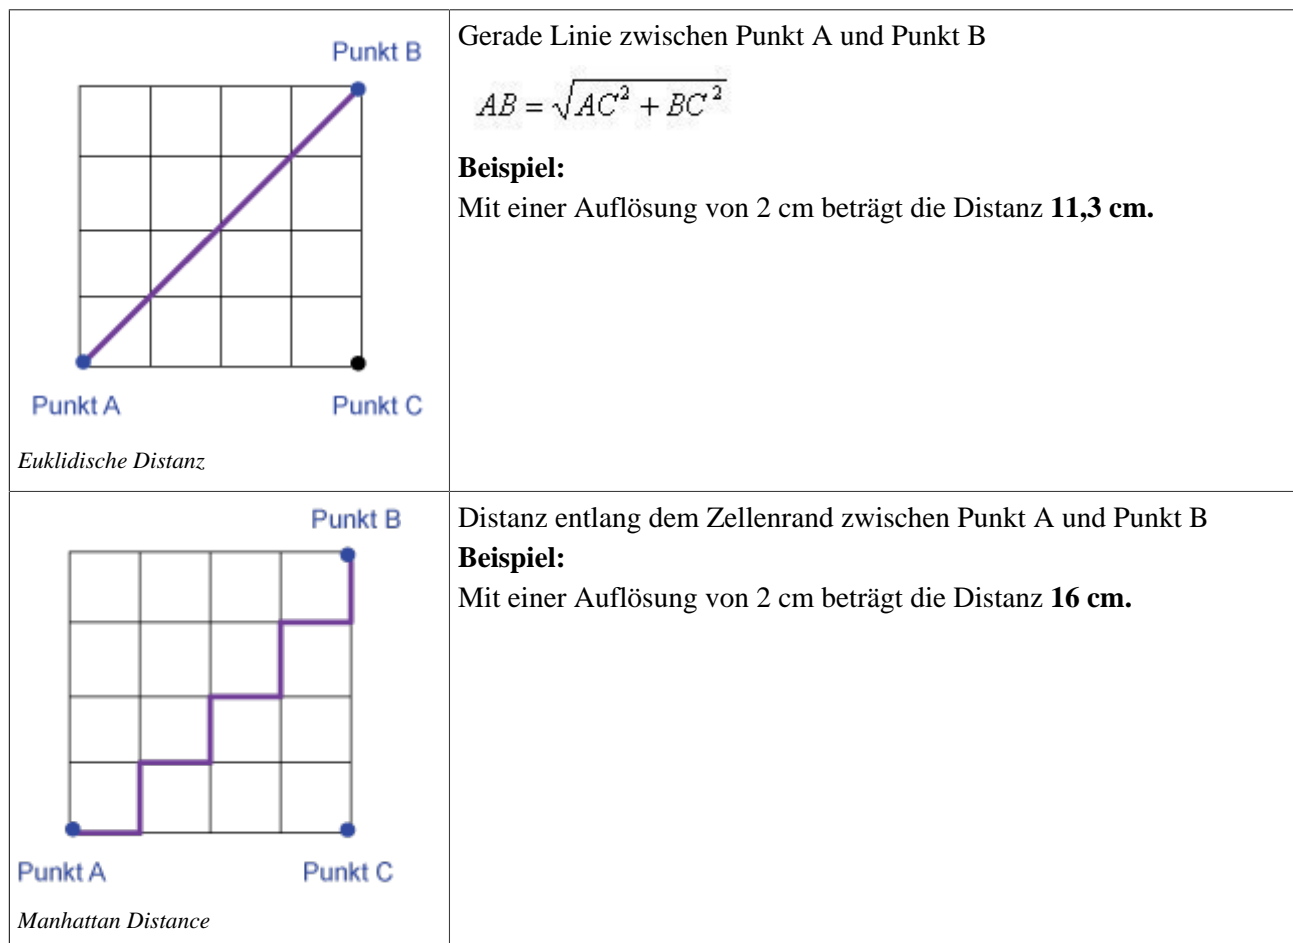 Punkt B
Punkt A
Punkt C
Euklidische Distanz
Gerade Linie zwischen Punkt A und Punkt B
AB = √AC² + BC²
Beispiel:
Mit einer Auflösung von 2 cm beträgt die Distanz 11,3 cm.
Punkt B
Punkt A
Punkt C
Manhattan Distance
Distanz entlang dem Zellenrand zwischen Punkt A und Punkt B
Beispiel:
Mit einer Auflösung von 2 cm beträgt die Distanz 16 cm.